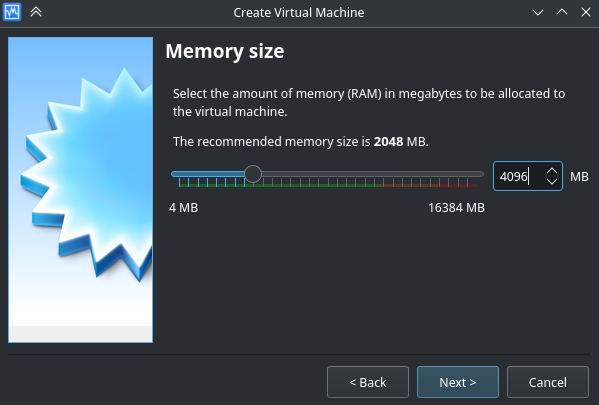 Create Virtual Machine
Memory size
Select the amount of memory (RAM) in megabytes to be allocated to
the virtual machine.
The recommended memory size is 2048 MB.
4096 MB
4 MB 16384 MB
< Back Next > Cancel